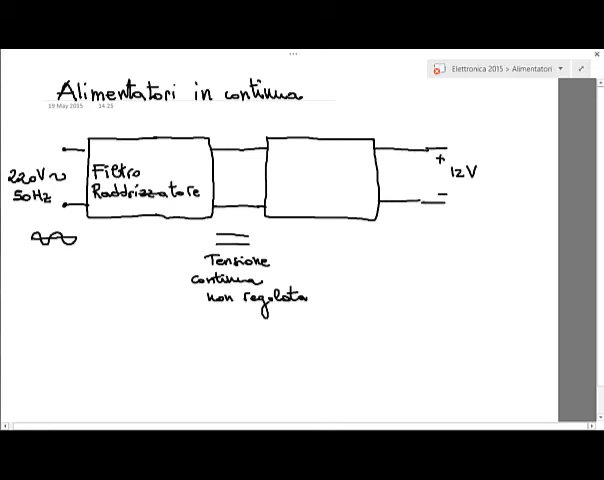 Elettronica 2015 > Alimentatori
Alimentatori in continua
19 May 2015 14:25
220V~
50Hz
Filtro
Raddrizzatore
+
12V
-
Tensione
continua
non regolata